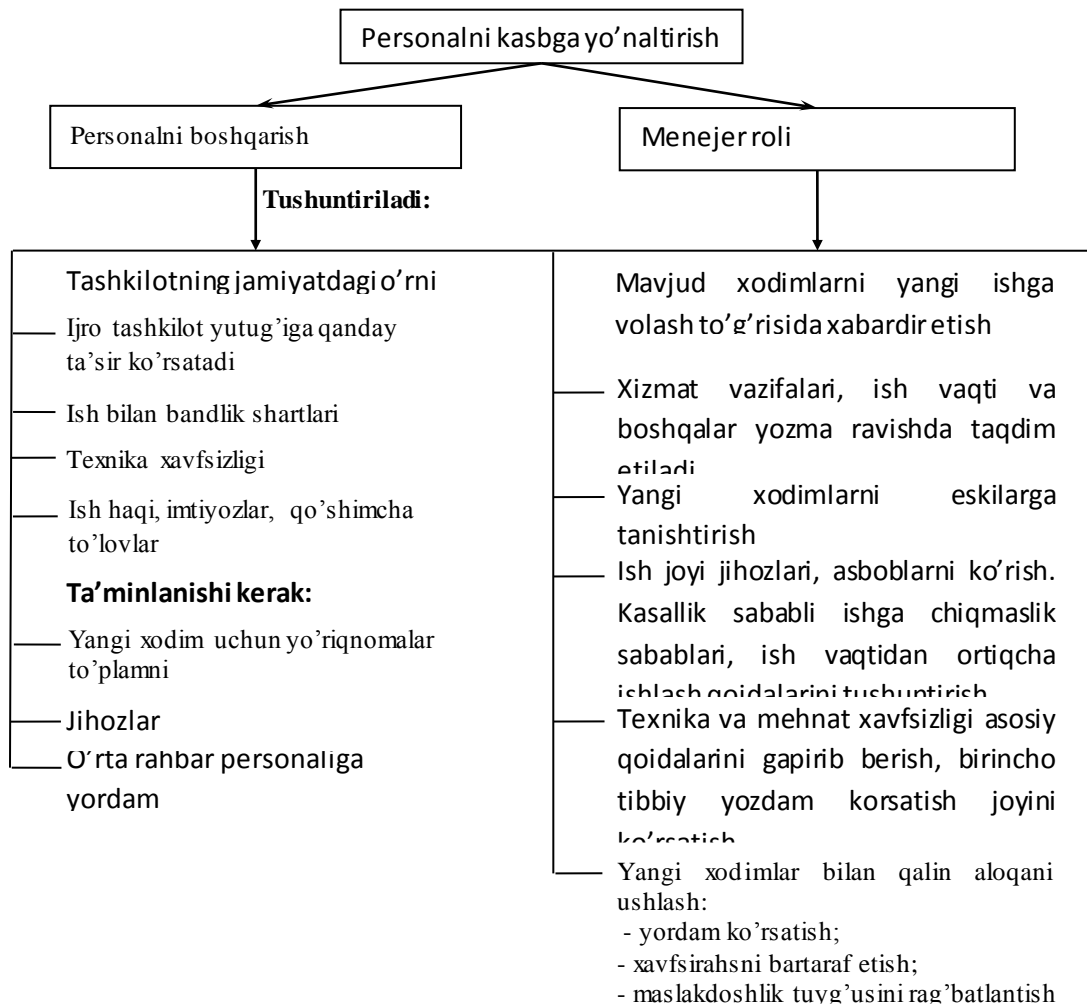 Personalni kasbga yo’naltirish
Personalni boshqarish
Menejer roli
Tushuntiriladi:
Tashkilotning jamiyatdagi o’rni
Ijro tashkilot yutug’iga qanday
ta’sir ko’rsatadi
Ish bilan bandlik shartlari
Texnika xavfsizligi
Ish haqi, imtiyozlar, qo’shimcha
to’lovlar
Ta’minlanishi kerak:
Yangi xodim uchun yo’riqnomalar
to’plamni
Jihozlar
O’rta rahbar personaliga
yordam
Mavjud xodimlarni yangi ishga
volash to’g’risida xabardir etish
Xizmat vazifalari, ish vaqti va
boshqalar yozma ravishda taqdim
etiladi
Yangi xodimlarni eskilarga
tanishtirish
Ish joyi jihozlari, asboblarni ko’rish.
Kasallik sababli ishga chiqmaslik
sabablari, ish vaqtidan ortiqcha
ishlash qoidalarini tushuntirish
Texnika va mehnat xavfsizligi asosiy
qoidalarini gapirib berish, birincho
tibbiy yozdam korsatish joyini
ko’rsatish
Yangi xodimlar bilan qalin aloqani
ushlash:
- yordam ko’rsatish;
- xavfsirahsni bartaraf etish;
- maslakdoshlik tuyg’usini rag’batlantish